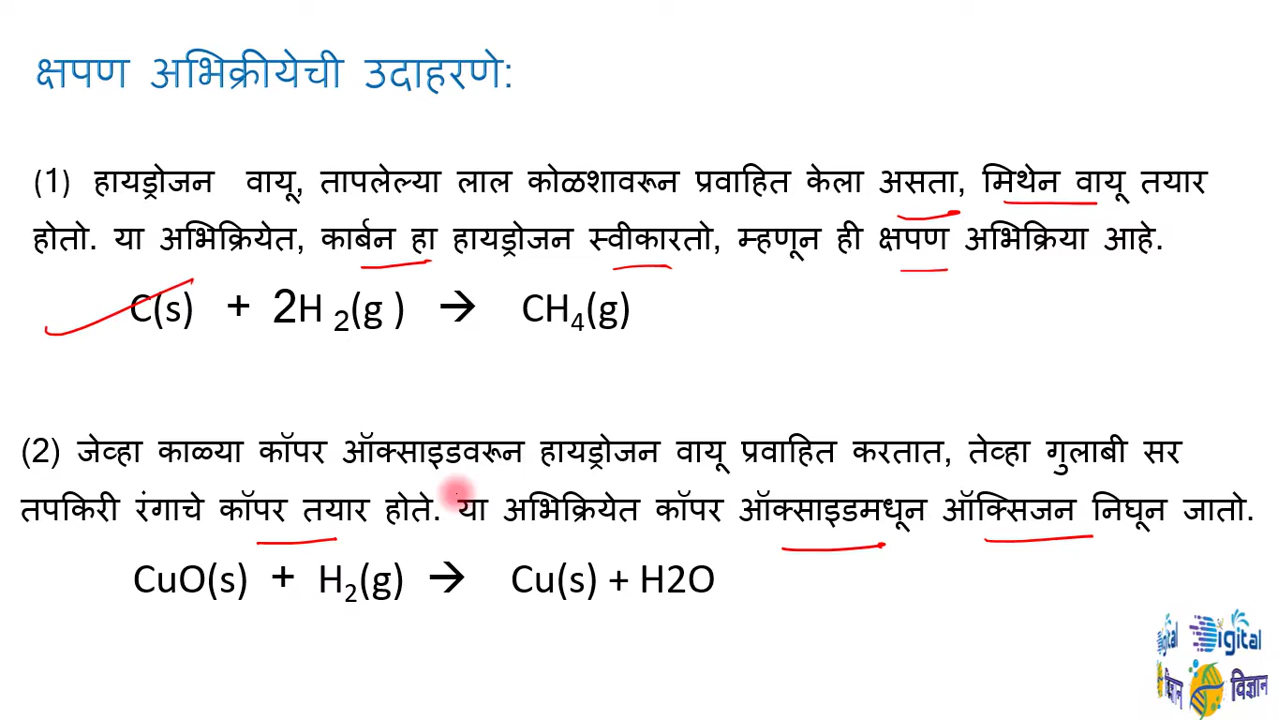 क्षपण अभिक्रीयेची उदाहरणे:
(1) हायड्रोजन वायू, तापलेल्या लाल कोळशावरून प्रवाहित केला असता, मिथेन वायू तयार
होतो. या अभिक्रियेत, कार्बन हा हायड्रोजन स्वीकारतो, म्हणून ही क्षपण अभिक्रिया आहे.
C(s) + 2H 2(g ) → CH4(g)
(2) जेव्हा काळ्या कॉपर ऑक्साइडवरून हायड्रोजन वायू प्रवाहित करतात, तेव्हा गुलाबी सर
तपकिरी रंगाचे कॉपर तयार होते. या अभिक्रियेत कॉपर ऑक्साइडमधून ऑक्सिजन निघून जातो.
CuO(s) + H2(g) → Cu(s) + H2O
Digital
विज्ञान